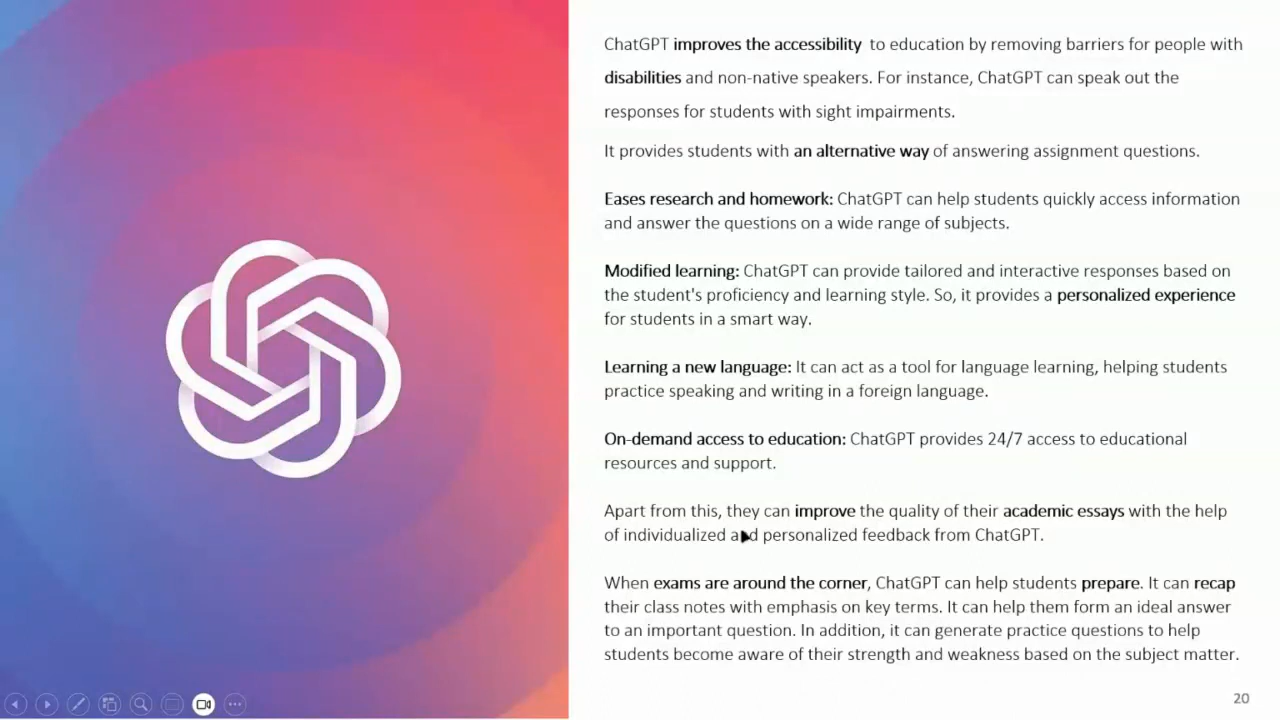 ChatGPT improves the accessibility to education by removing barriers for people with
disabilities and non-native speakers. For instance, ChatGPT can speak out the
responses for students with sight impairments.
It provides students with an alternative way of answering assignment questions.
Eases research and homework: ChatGPT can help students quickly access information
and answer the questions on a wide range of subjects.
Modified learning: ChatGPT can provide tailored and interactive responses based on
the student's proficiency and learning style. So, it provides a personalized experience
for students in a smart way.
Learning a new language: It can act as a tool for language learning, helping students
practice speaking and writing in a foreign language.
On-demand access to education: ChatGPT provides 24/7 access to educational
resources and support.
Apart from this, they can improve the quality of their academic essays with the help
of individualized and personalized feedback from ChatGPT.
When exams are around the corner, ChatGPT can help students prepare. It can recap
their class notes with emphasis on key terms. It can help them form an ideal answer
to an important question. In addition, it can generate practice questions to help
students become aware of their strength and weakness based on the subject matter.
20